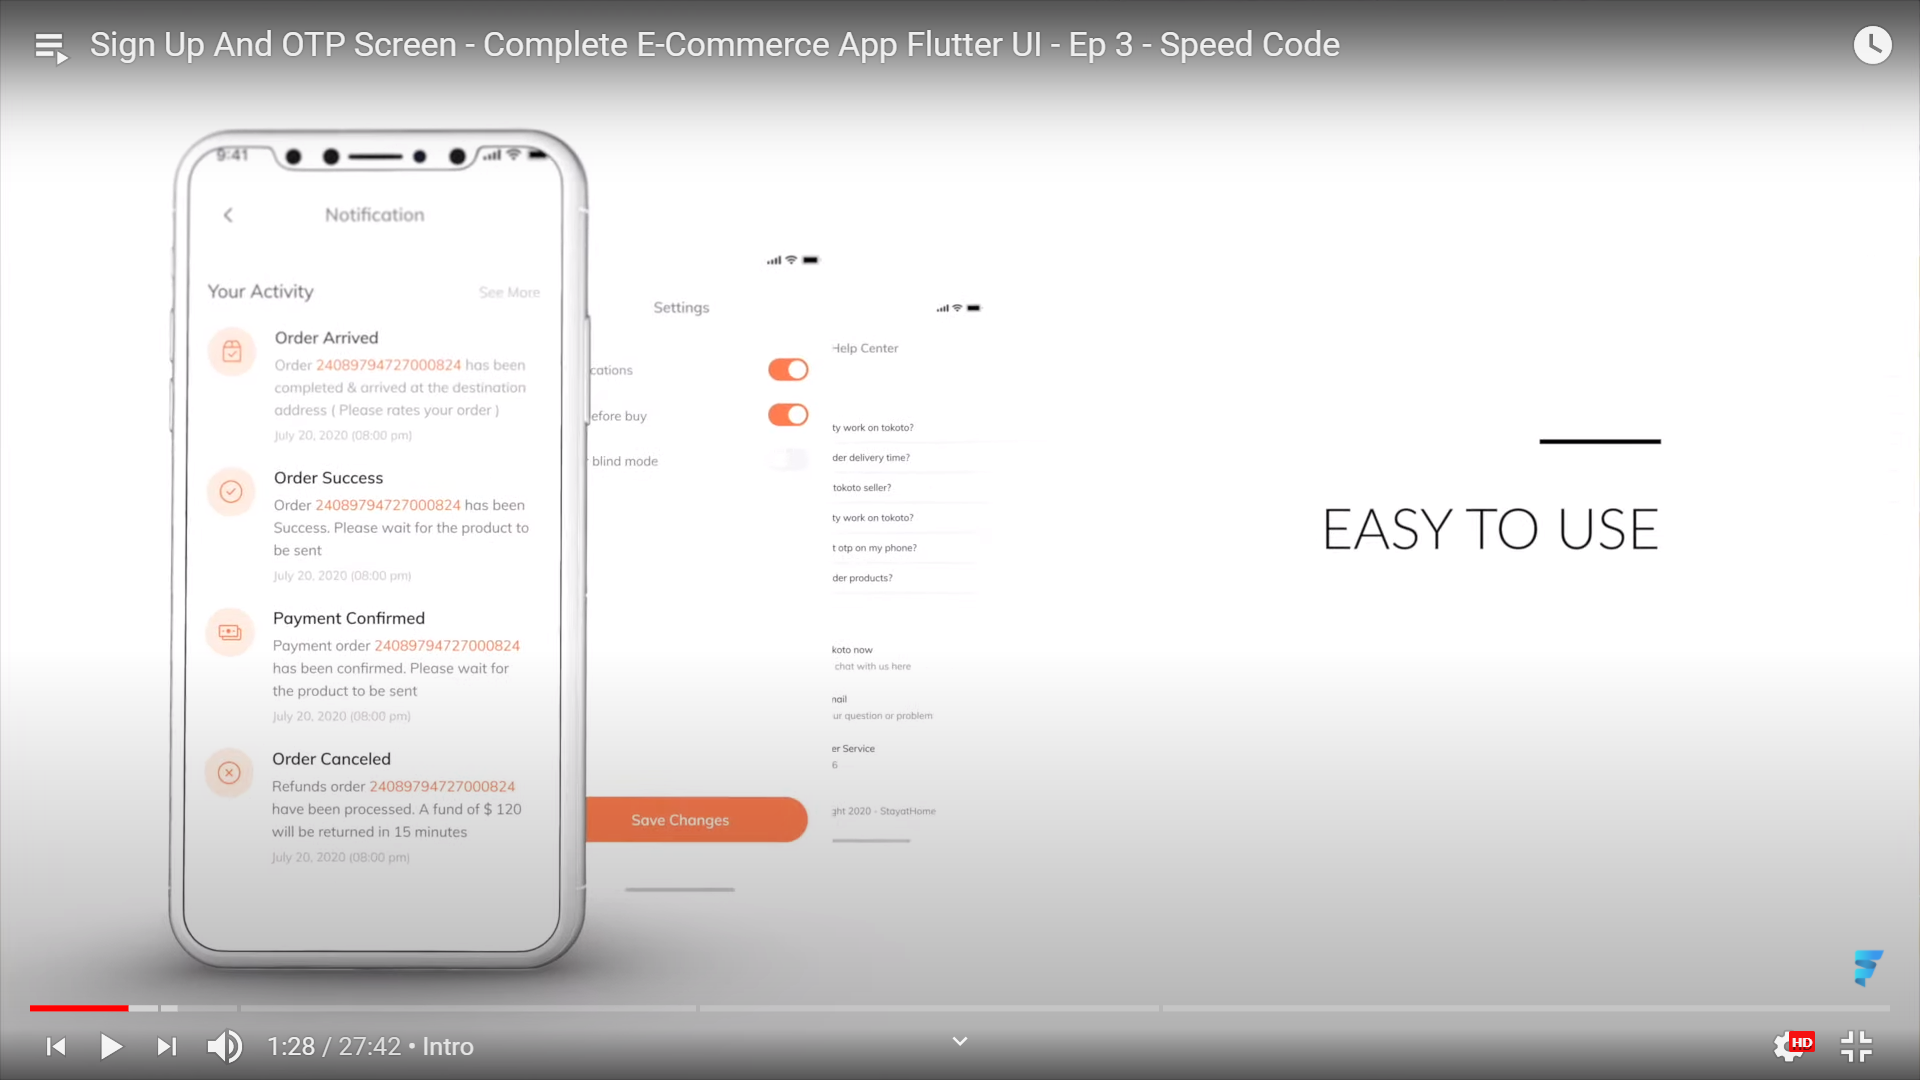 Sign Up And OTP Screen - Complete E-Commerce App Flutter UI - Ep 3 - Speed Code
9:41
Notification
Your Activity
See More
Order Arrived
Order 24089794727000824 has been
completed & arrived at the destination
address ( Please rates your order )
July 20, 2020 (08:00 pm)
Order Success
Order 24089794727000824 has been
Success. Please wait for the product to
be sent
July 20, 2020 (08:00 pm)
Payment Confirmed
Payment order 24089794727000824
has been confirmed. Please wait for
the product to be sent
July 20, 2020 (08:00 pm)
Order Canceled
Refunds order 24089794727000824
have been processed. A fund of $ 120
will be returned in 15 minutes
July 20, 2020 (08:00 pm)
Settings
cations
efore buy
blind mode
Save Changes
Help Center
ty work on tokoto?
der delivery time?
tokoto seller?
ty work on tokoto?
t otp on my phone?
der products?
koto now
chat with us here
mail
ur question or problem
er Service
6
ght 2020 - StayatHome
EASY TO USE
1:28 / 27:42 • Intro
HD